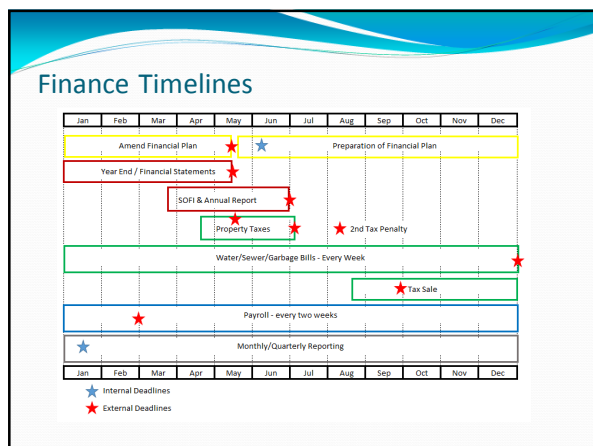 Finance Timelines
Jan Feb Mar Apr May Jun Jul Aug Sep Oct Nov Dec
Amend Financial Plan Preparation of Financial Plan
Year End / Financial Statements
SOFI & Annual Report
Property Taxes 2nd Tax Penalty
Water/Sewer/Garbage Bills - Every Week
Tax Sale
Payroll - every two weeks
Monthly/Quarterly Reporting
Jan Feb Mar Apr May Jun Jul Aug Sep Oct Nov Dec
Internal Deadlines
External Deadlines